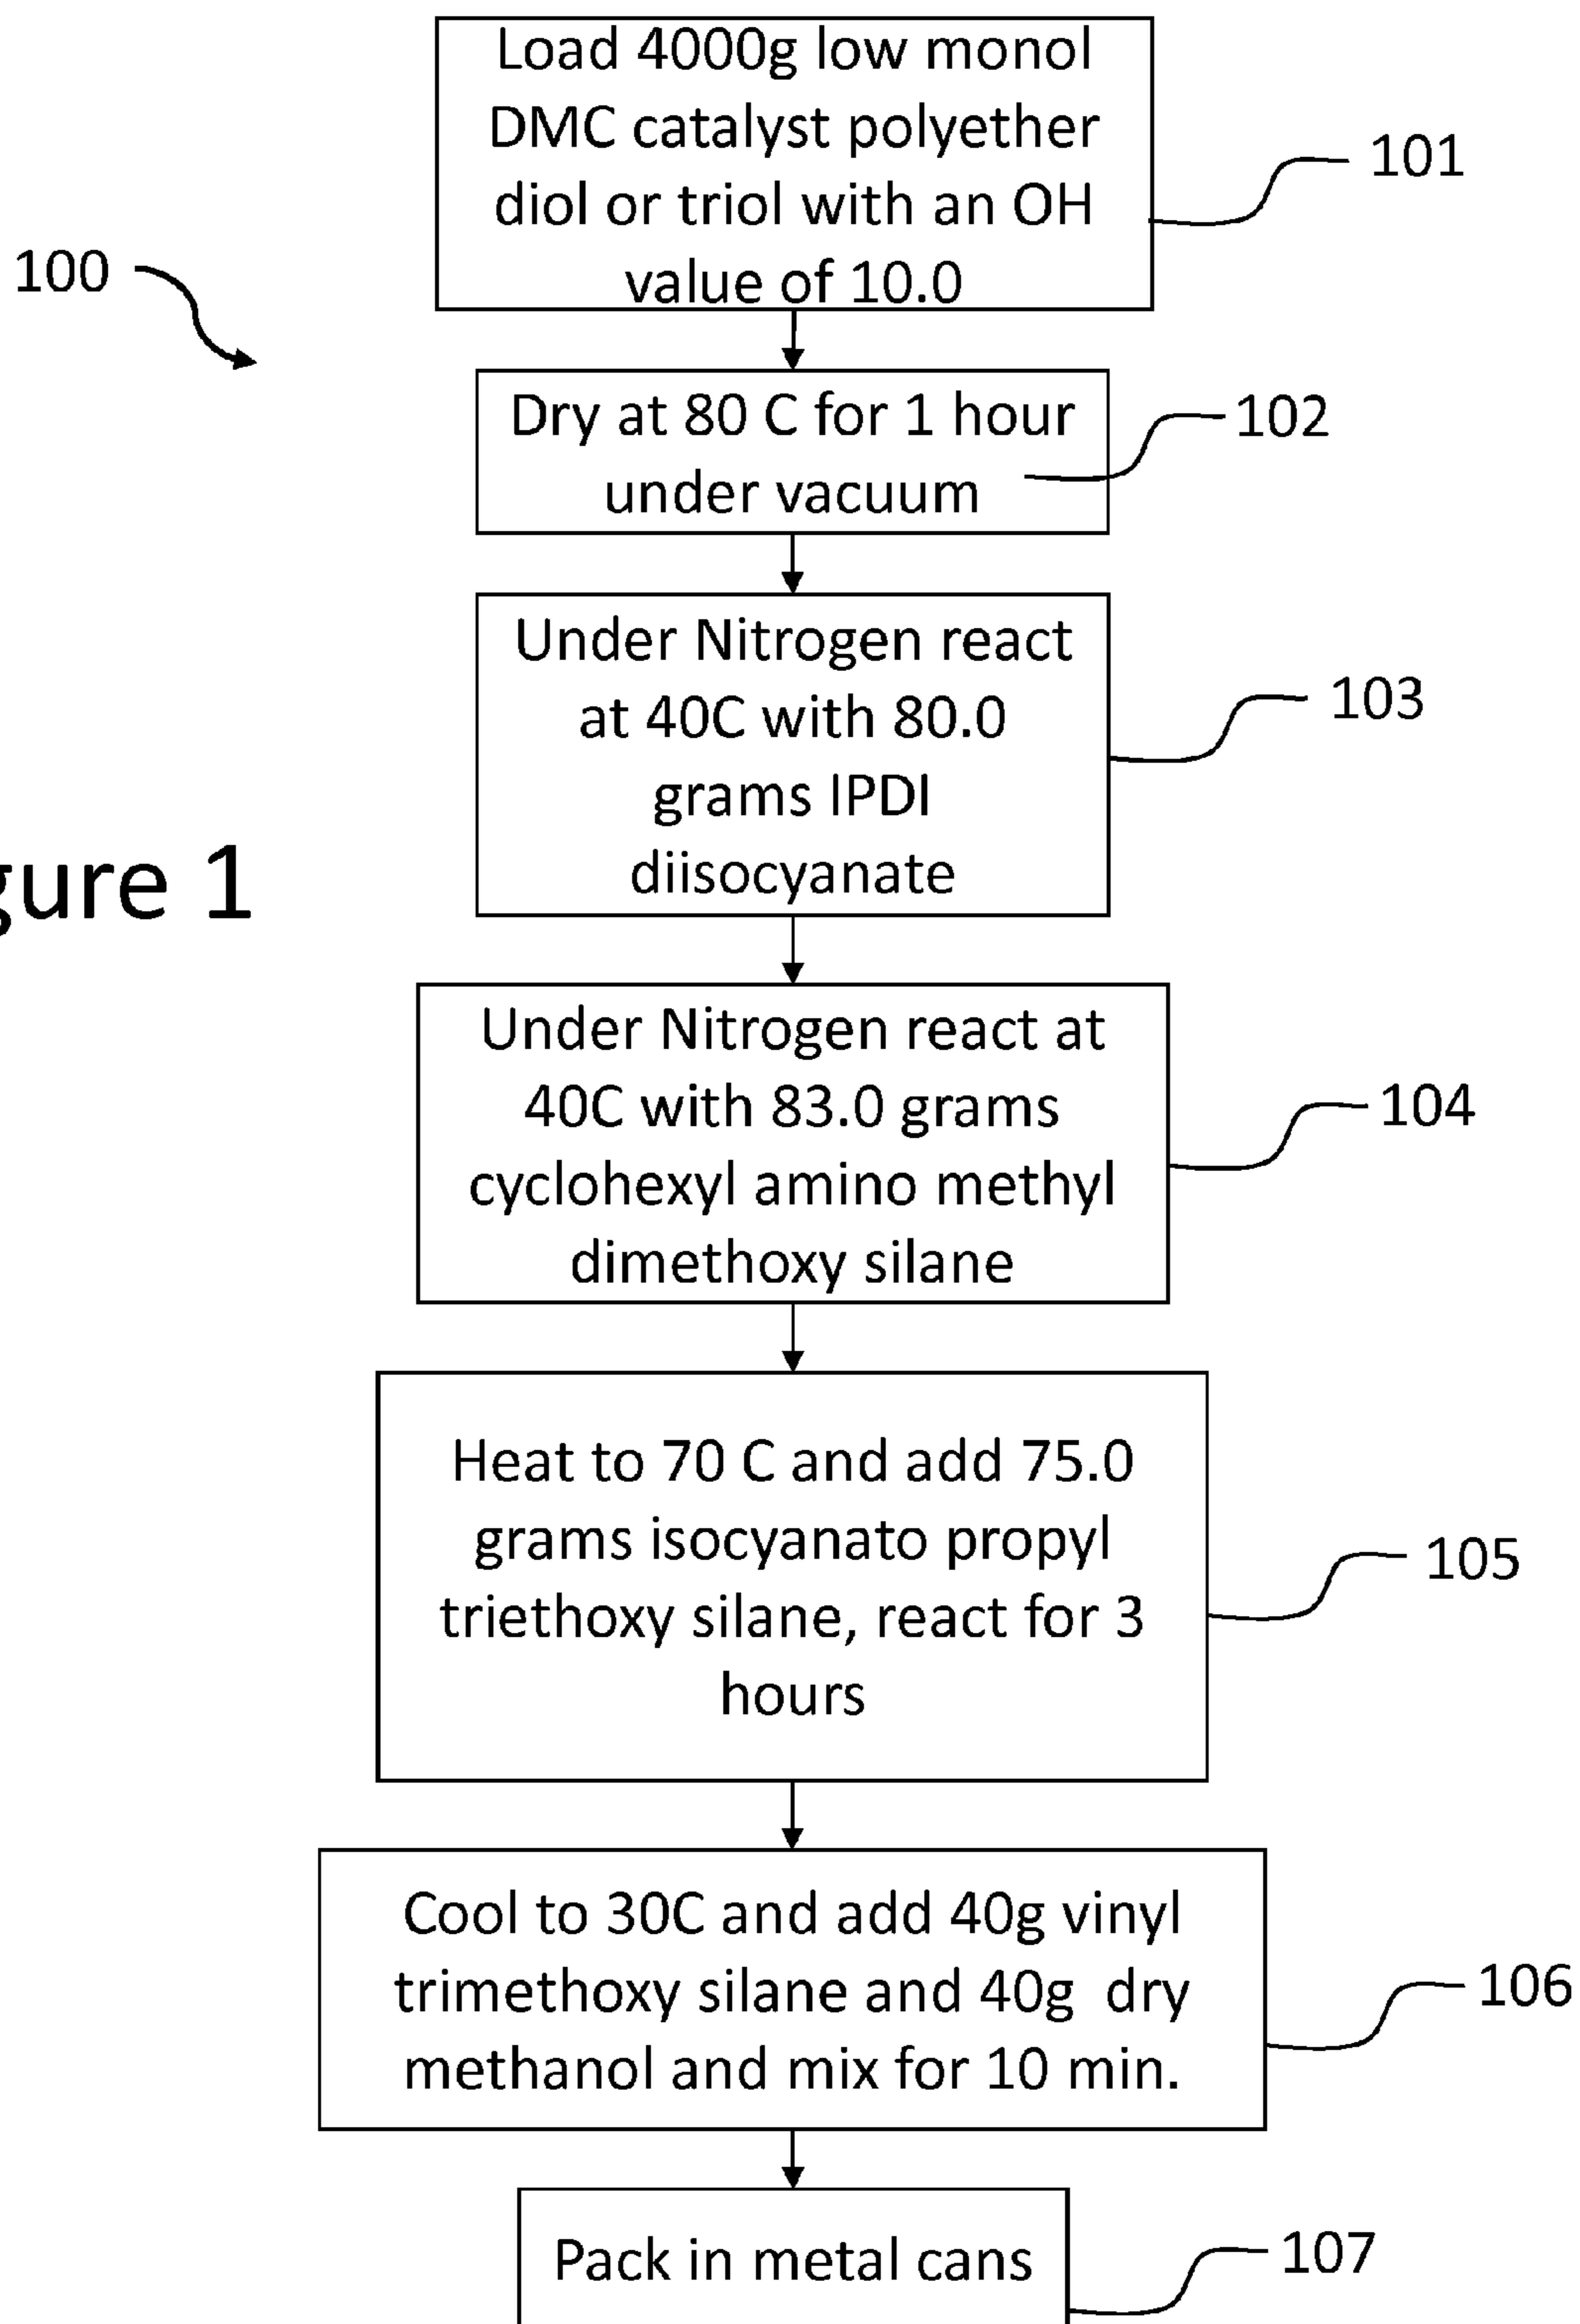 Load 4000g low monol
DMC catalyst polyether
diol or triol with an OH
value of 10.0
101
100
Dry at 80 C for 1 hour
under vacuum
102
Under Nitrogen react
at 40C with 80.0
grams IPDI
diisocyanate
103
gure 1
Under Nitrogen react at
40C with 83.0 grams
cyclohexyl amino methyl
dimethoxy silane
104
Heat to 70 C and add 75.0
grams isocyanato propyl
triethoxy silane, react for 3
hours
105
Cool to 30C and add 40g vinyl
trimethoxy silane and 40g dry
methanol and mix for 10 min.
106
Pack in metal cans
107